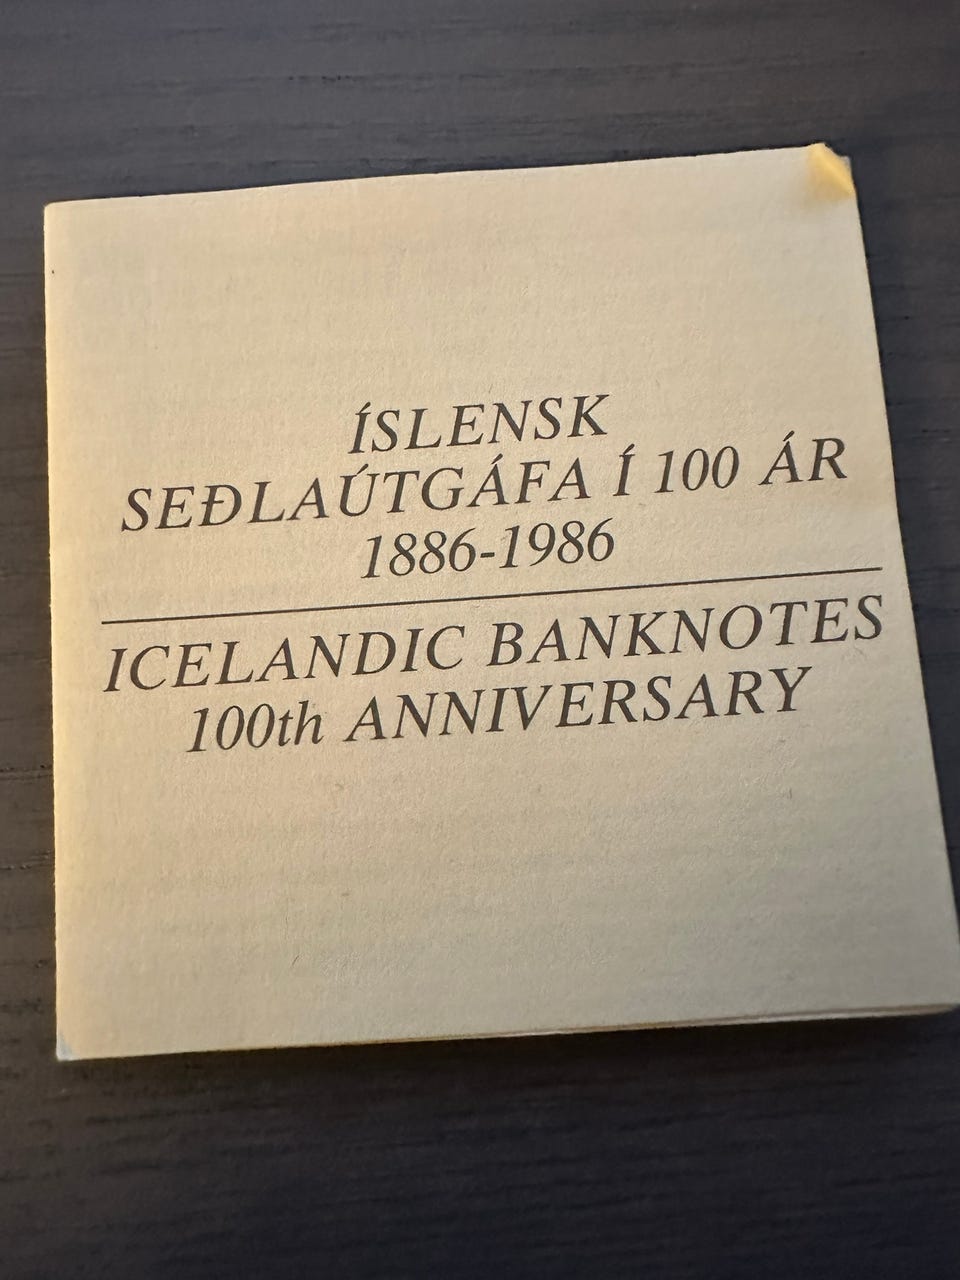 ÍSLENSK
SEÐLAÚTGÁFA Í 100 ÁR
1886-1986
ICELANDIC BANKNOTES
100th ANNIVERSARY